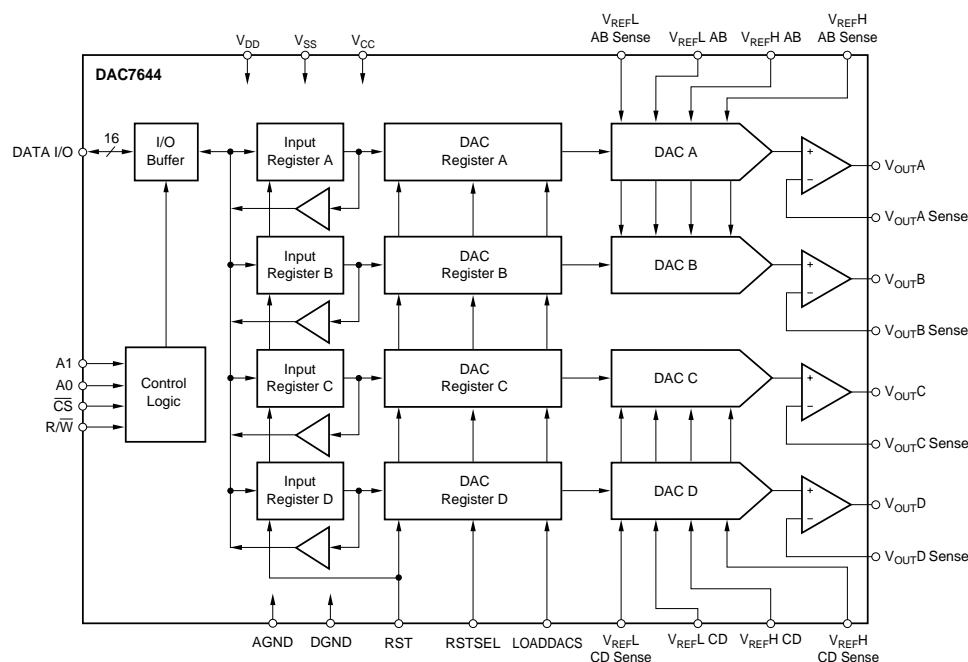 VREFL
AB Sense
VREFL AB
VREFH AB
VREFH
AB Sense
VDD
VSS
VCC
DAC7644
DATA I/O
16
I/O
Buffer
Input
Register A
DAC
Register A
DAC A
+
–
VOUTA
VOUTA Sense
Input
Register B
DAC
Register B
DAC B
+
–
VOUTB
VOUTB Sense
A1
A0
C̅S̅
R/W̅
Control
Logic
Input
Register C
DAC
Register C
DAC C
+
–
VOUTC
VOUTC Sense
Input
Register D
DAC
Register D
DAC D
+
–
VOUTD
VOUTD Sense
AGND
DGND
RST
RSTSEL
LOADDACS
VREFL
CD Sense
VREFL CD
VREFH CD
VREFH
CD Sense